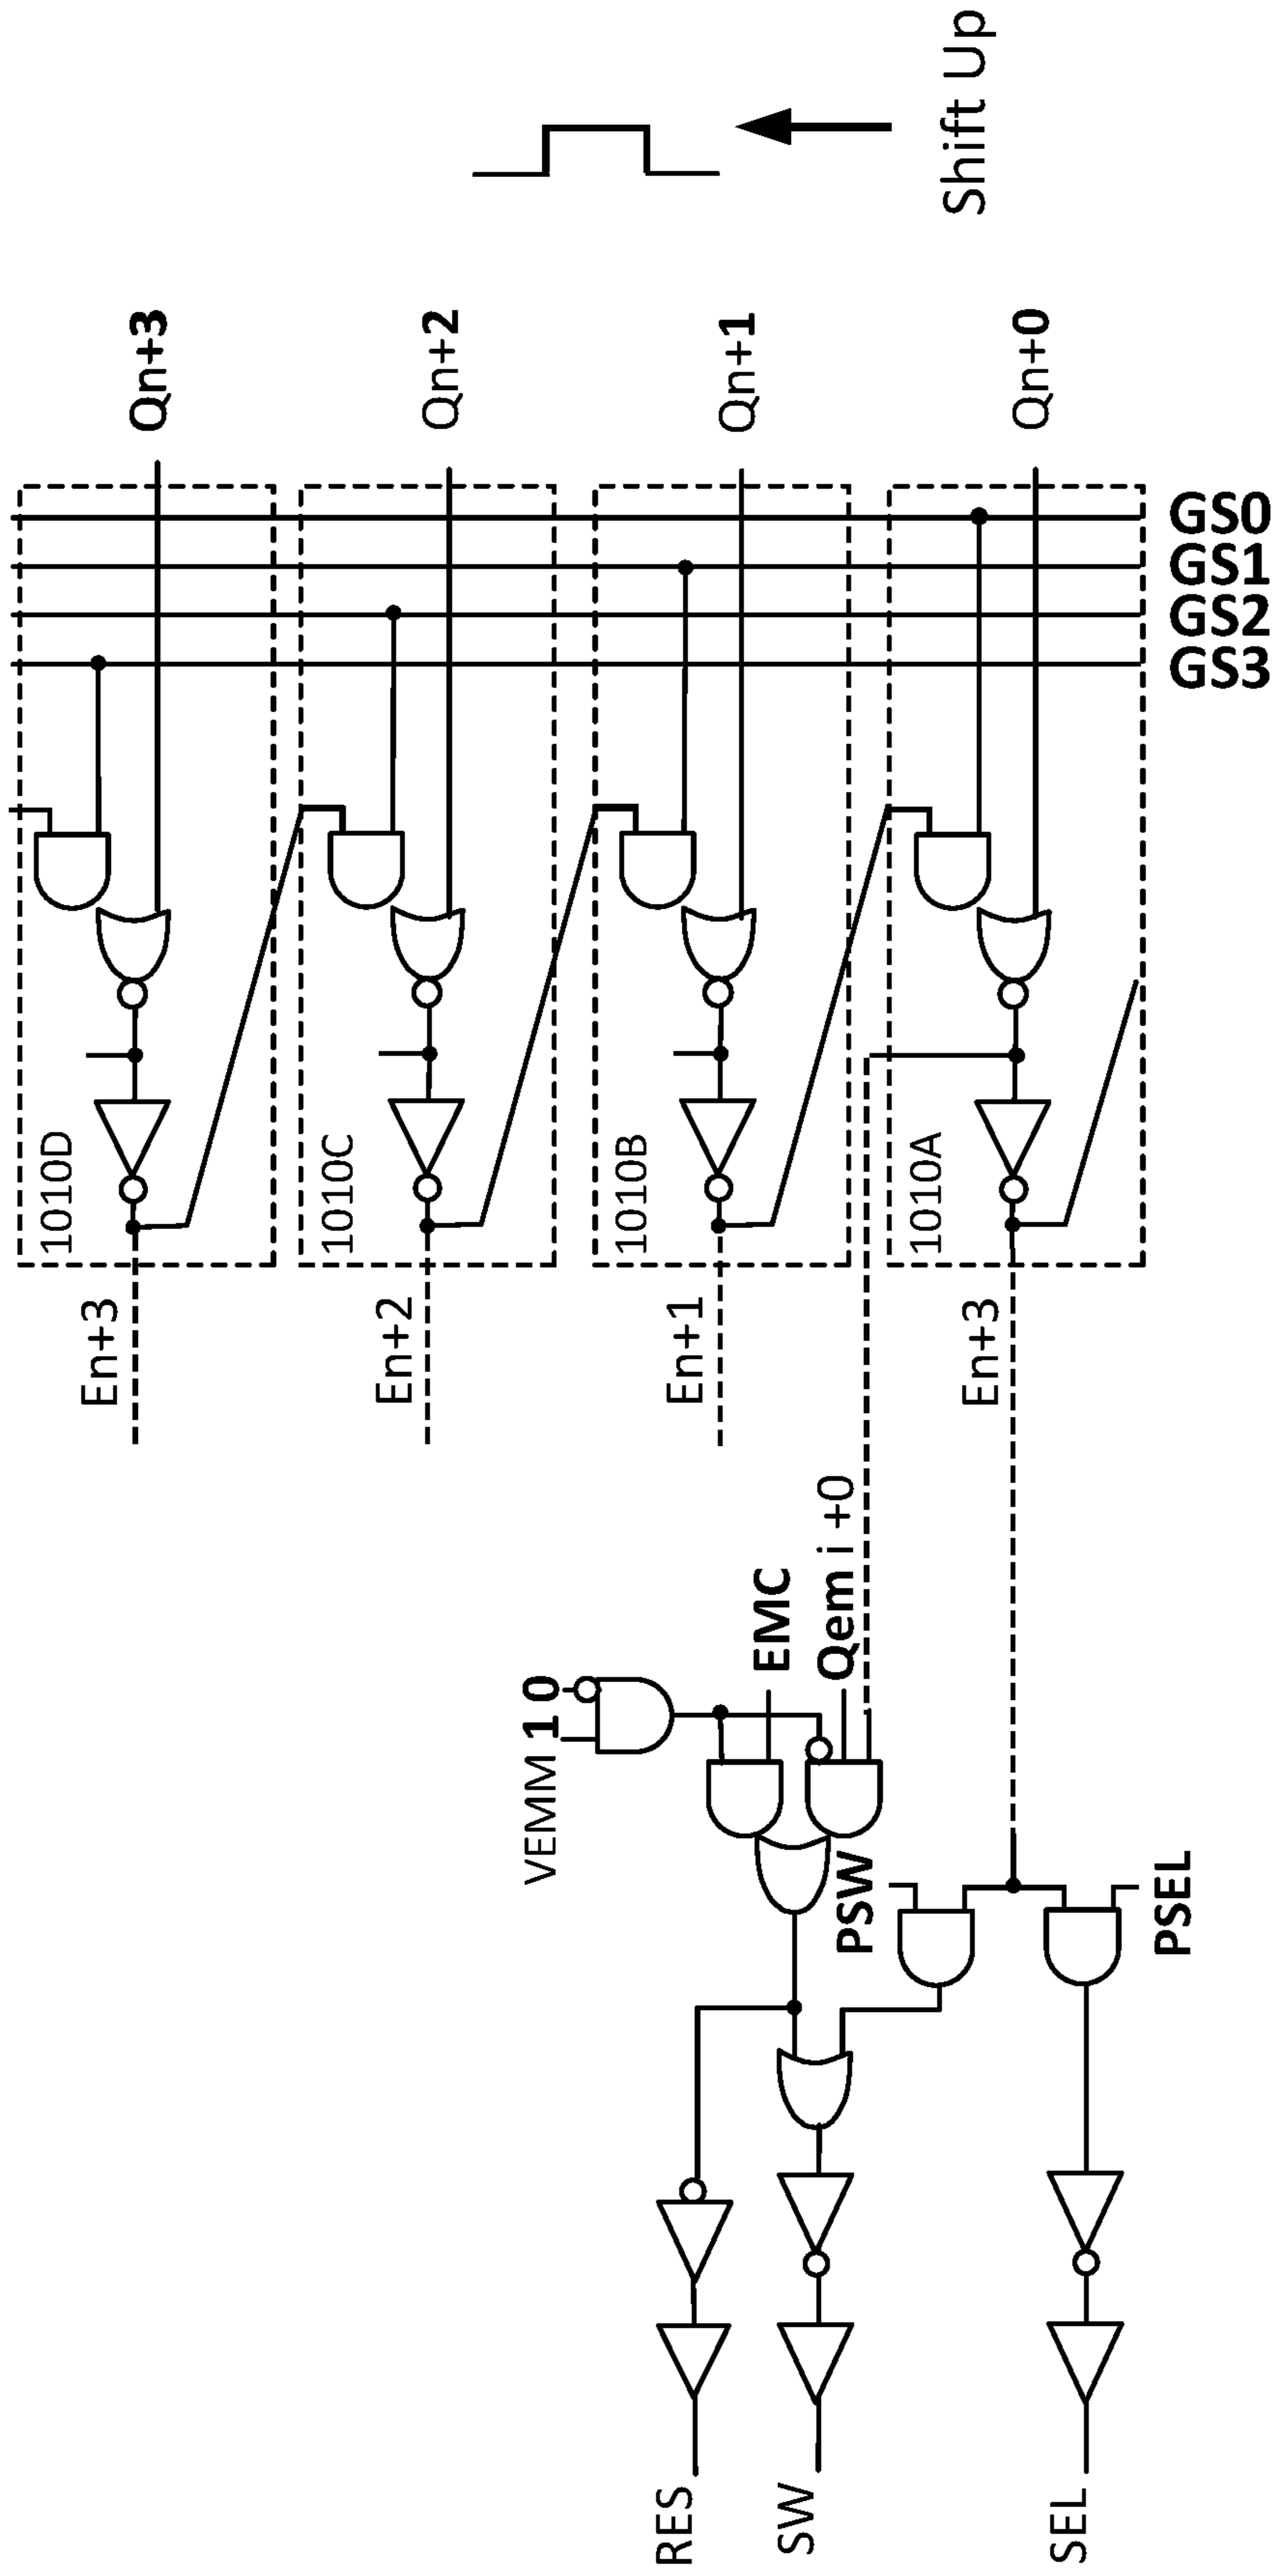 Shift Up
Qn+3
Qn+2
Qn+1
Qn+0
GS0
GS1
GS2
GS3
1010D
1010C
1010B
1010A
En+3
En+2
En+1
En+3
VEMM 1 0
EMC
Qem i +0
PSW
PSEL
RES
SW
SEL